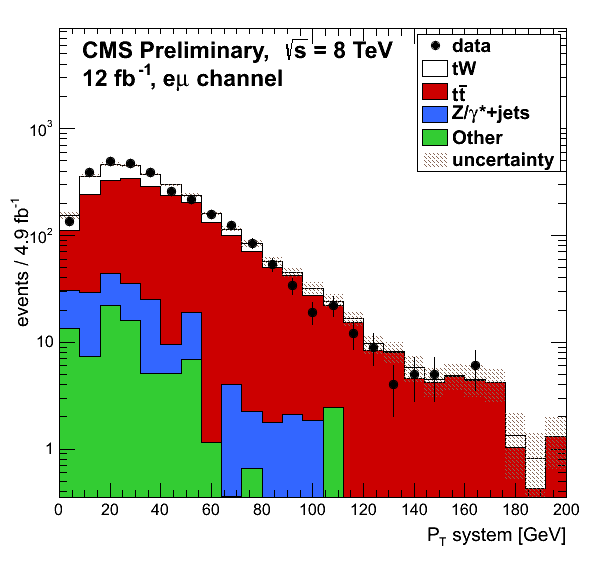 CMS Preliminary, √s = 8 TeV
12 fb⁻¹, eμ channel
data
tW
tt̄
Z/γ*+jets
Other
uncertainty
events / 4.9 fb⁻¹
10³
10²
10
1
0 20 40 60 80 100 120 140 160 180 200
P_T system [GeV]